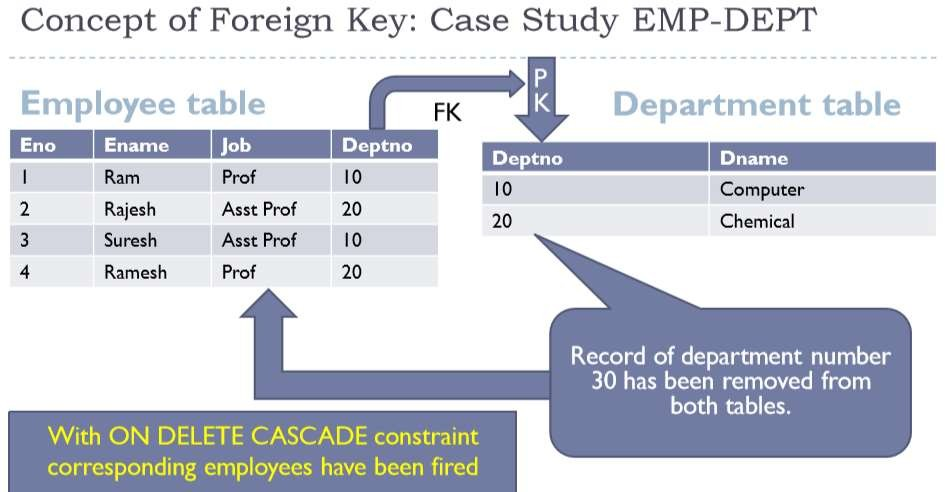 Concept of Foreign Key: Case Study EMP-DEPT
Employee table
FK
P
K
Department table
Eno Ename Job Deptno
1 Ram Prof 10
2 Rajesh Asst Prof 20
3 Suresh Asst Prof 10
4 Ramesh Prof 20
Deptno Dname
10 Computer
20 Chemical
Record of department number
30 has been removed from
both tables.
With ON DELETE CASCADE constraint
corresponding employees have been fired